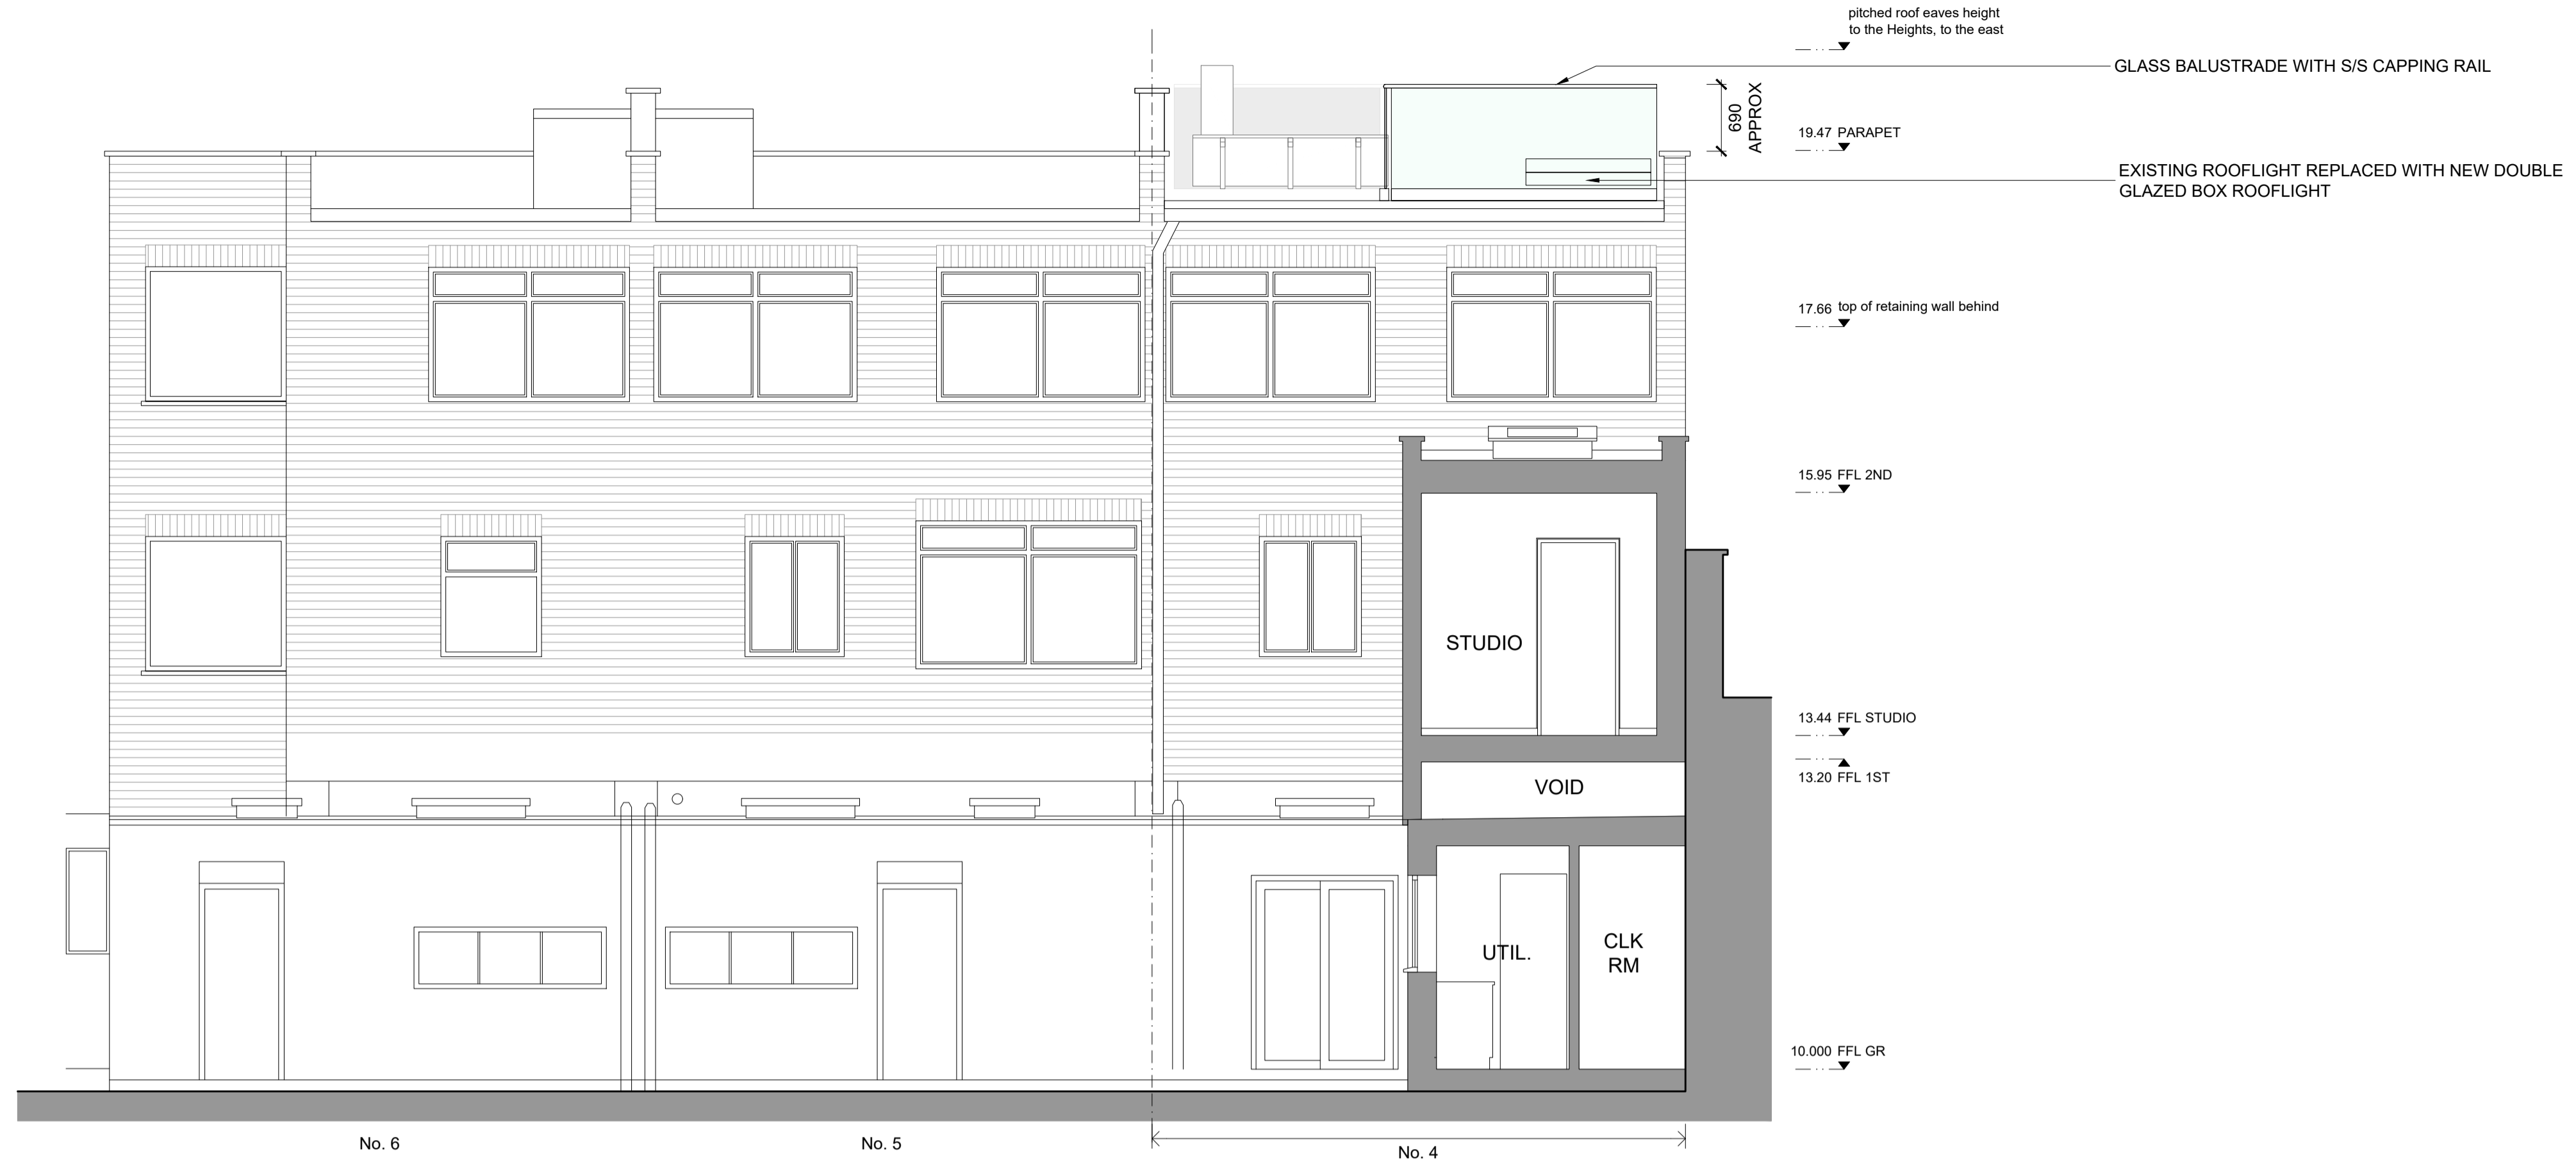 pitched roof eaves height
to the Heights, to the east
GLASS BALUSTRADE WITH S/S CAPPING RAIL
690
APPROX
19.47 PARAPET
EXISTING ROOFLIGHT REPLACED WITH NEW DOUBLE
GLAZED BOX ROOFLIGHT
17.66 top of retaining wall behind
15.95 FFL 2ND
STUDIO
13.44 FFL STUDIO
13.20 FFL 1ST
VOID
UTIL.
CLK
RM
10.000 FFL GR
No. 6
No. 5
No. 4